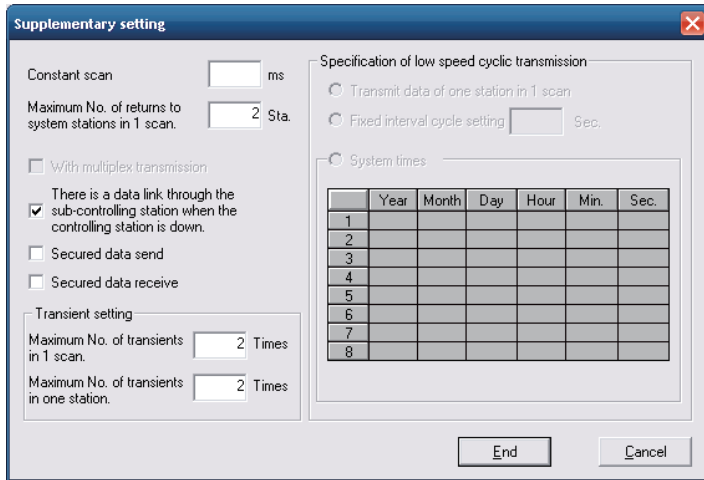 Supplementary setting
Constant scan ms
Maximum No. of returns to
system stations in 1 scan. 2 Sta.
With multiplex transmission
There is a data link through the
sub-controlling station when the
controlling station is down.
Secured data send
Secured data receive
Transient setting
Maximum No. of transients
in 1 scan. 2 Times
Maximum No. of transients
in one station. 2 Times
Specification of low speed cyclic transmission
Transmit data of one station in 1 scan
Fixed interval cycle setting Sec.
System times
Year Month Day Hour Min. Sec.
1
2
3
4
5
6
7
8
End Cancel